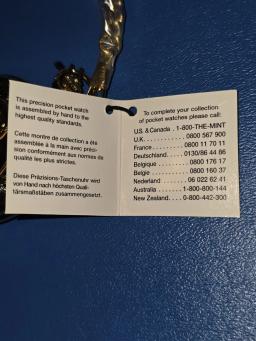 This precision pocket watch
is assembled by hand to the
highest quality standards.
Cette montre de collection a été
assemblée à la main avec préci-
sion conformément aux normes de
qualité les plus strictes.
Diese Präzisions-Taschenuhr wird
von Hand nach höchsten Quali-
tärsmaßstäben zusammengesetzt.
To complete your collection
of pocket watches please call:
U.S. & Canada . 1-800-THE-MINT
U.K. . . . . . . . . . . 0800 567 900
France . . . . . . . . . 0800 11 70 11
Deutschland. . . . . 0130/86 44 86
Belgique . . . . . . . . 0800 176 17
Belgie . . . . . . . . . . 0800 160 37
Nederland . . . . . . . 06 022 62 41
Australia . . . . . . . 1-800-800-144
New Zealand. . . . 0-800-442-300